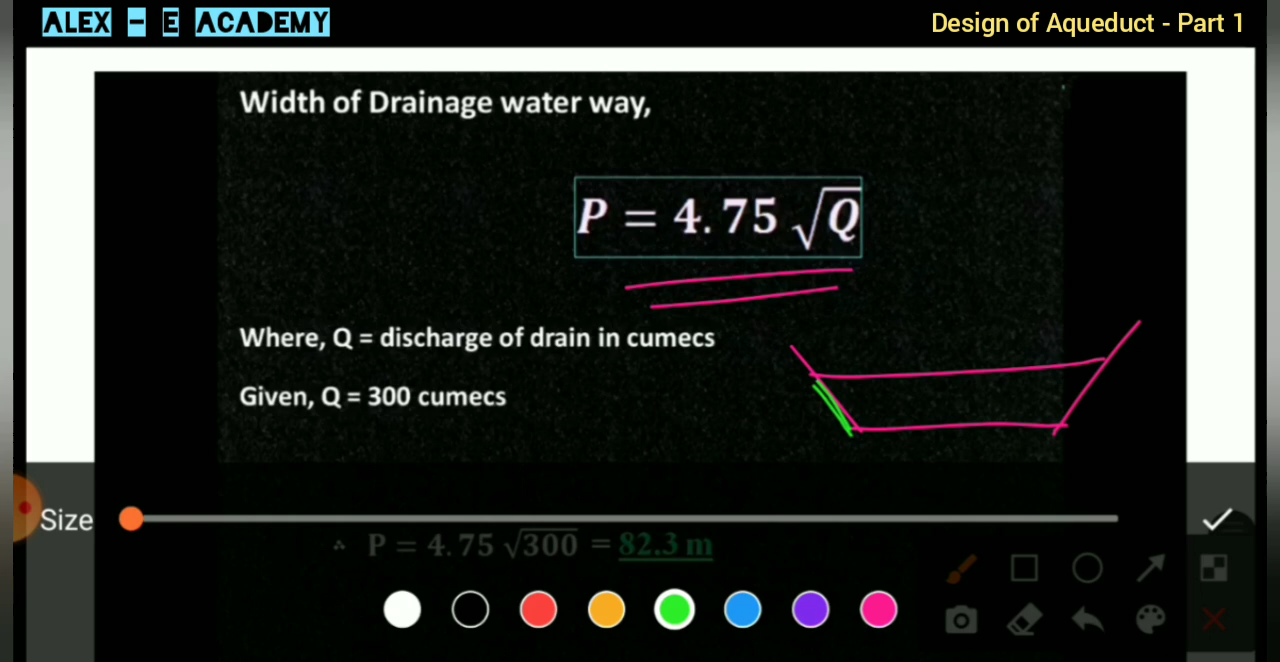 ALEX - E ACADEMY
Design of Aqueduct - Part 1
Width of Drainage water way,
P = 4.75 √Q
Where, Q = discharge of drain in cumecs
Given, Q = 300 cumecs
Size
∴ P = 4.75 √300 = 82.3 m